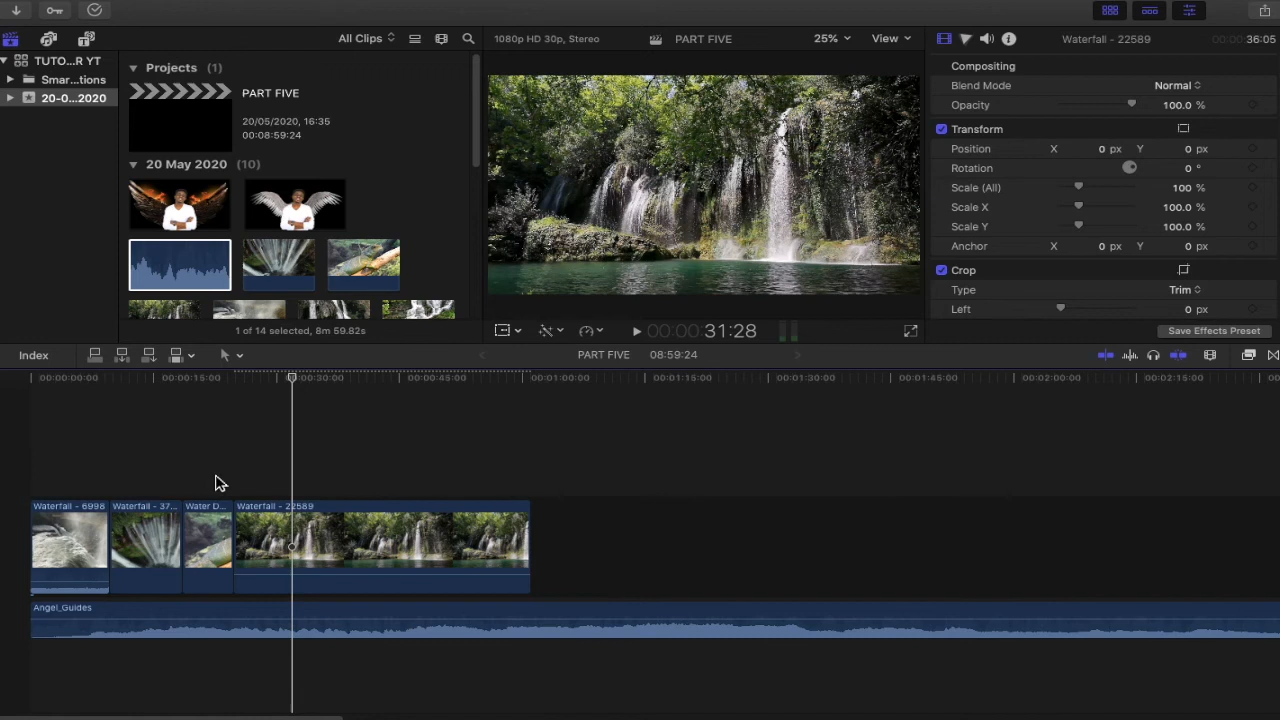 All Clips
1080p HD 30p, Stereo
PART FIVE
25%
View
Waterfall - 22589
00:00:36:05
TUTO...R YT
Smar...tions
20-0...2020
Projects (1)
PART FIVE
20/05/2020, 16:35
00:08:59:24
20 May 2020 (10)
1 of 14 selected, 8m 59.82s
00:00:31:28
Compositing
Blend Mode Normal
Opacity 100.0 %
Transform
Position X 0 px Y 0 px
Rotation 0 °
Scale (All) 100 %
Scale X 100.0 %
Scale Y 100.0 %
Anchor X 0 px Y 0 px
Crop
Type Trim
Left 0 px
Save Effects Preset
Index
PART FIVE 08:59:24
00:00:00:00 00:00:15:00 00:00:30:00 00:00:45:00 00:01:00:00 00:01:15:00 00:01:30:00 00:01:45:00 00:02:00:00 00:02:15:00
Waterfall - 6998 Waterfall - 37... Water D... Waterfall - 22589
Angel_Guides